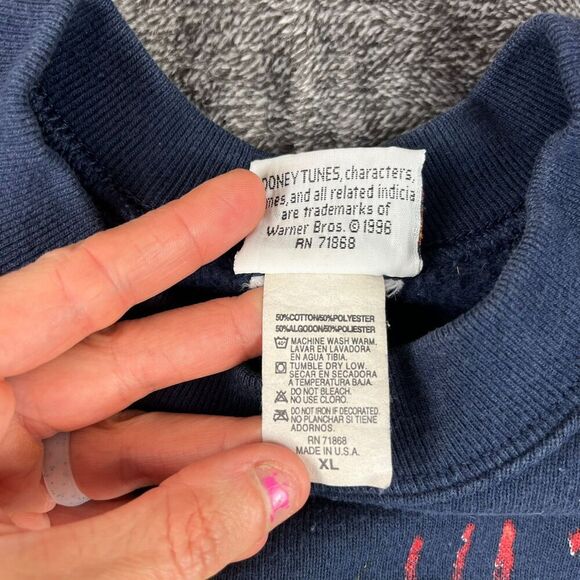 OONEY TUNES, characters,
mes, and all related indicia
are trademarks of
Warner Bros. © 1996
RN 71868
50%COTTON/50%POLYESTER
50%ALGODON/50%POLIESTER
MACHINE WASH WARM.
LAVAR EN LAVADORA
EN AGUA TIBIA.
TUMBLE DRY LOW.
SECAR EN SECADORA
A TEMPERATURA BAJA.
DO NOT BLEACH.
NO USE CLORO.
DO NOT IRON IF DECORATED.
NO PLANCHE SI TIENE
ADORNOS.
RN 71868
MADE IN U.S.A.
XL